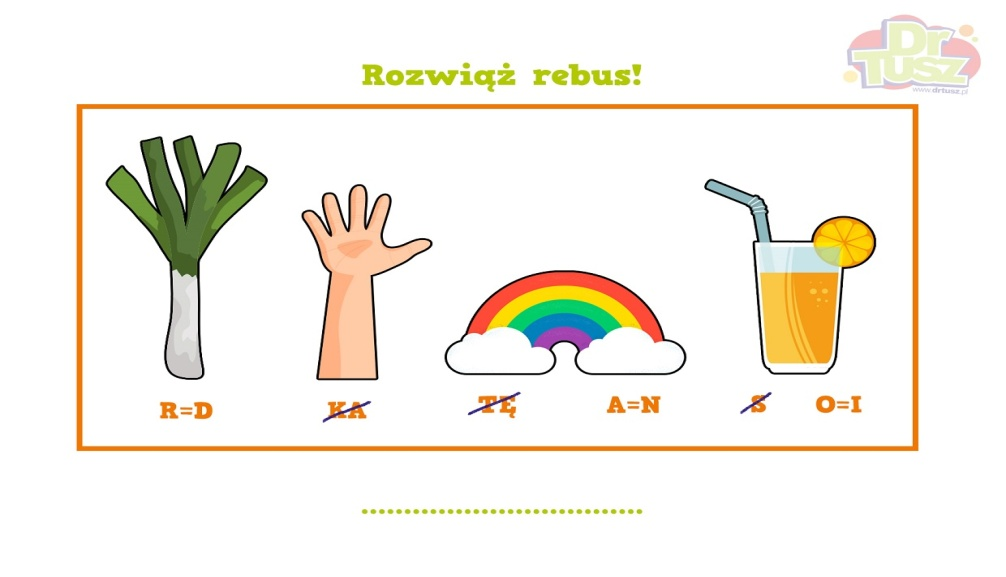 Dr
TUSZ
www.drtusz.pl
Rozwiąż rebus!
R=D KA TĘ A=N S O=I